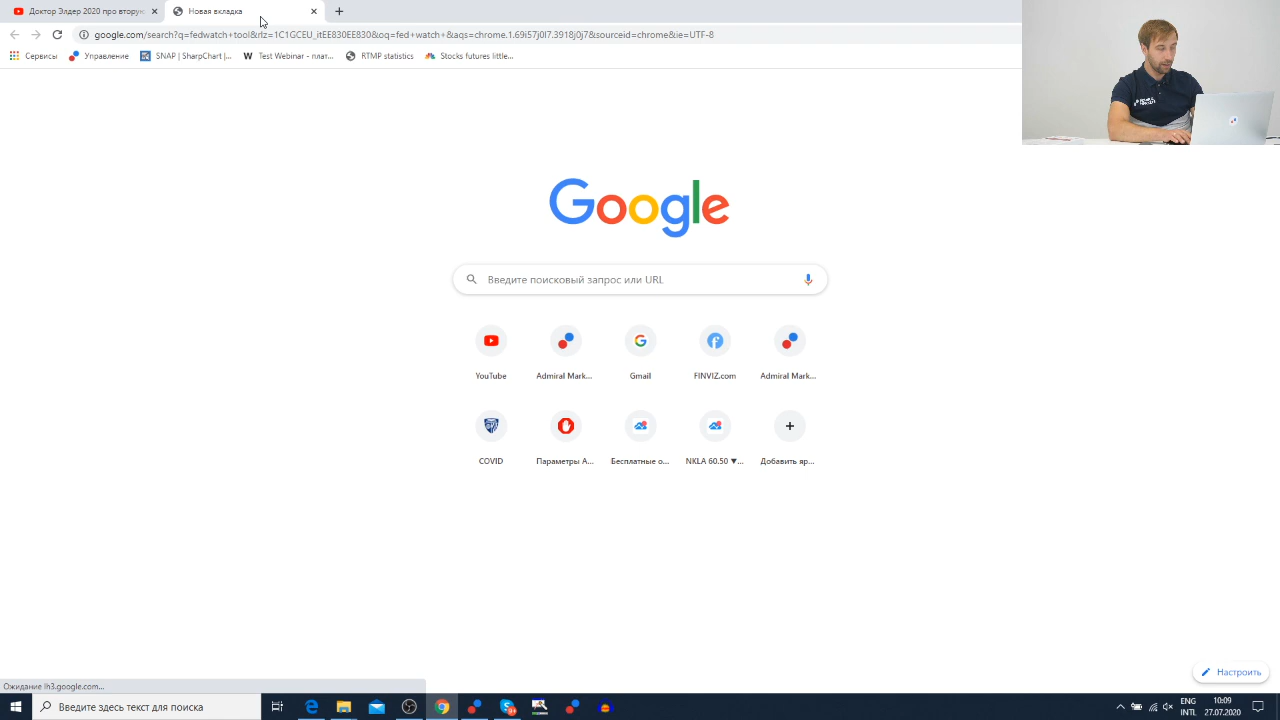 Доктор Элдер 2020 про вторую
Новая вкладка
google.com/search?q=fedwatch+tool&rlz=1C1GCEU_itEE830EE830&oq=fed+watch+&aqs=chrome.1.69i57j0l7.3918j0j7&sourceid=chrome&ie=UTF-8
Сервисы
Управление
SNAP | SharpChart |...
Test Webinar – плат...
RTMP statistics
Stocks futures little...
Google
Введите поисковый запрос или URL
YouTube
Admiral Mark...
Gmail
FINVIZ.com
Admiral Mark...
COVID
Параметры A...
Бесплатные о...
NKLA 60.50 ▼...
Добавить яр...
Настроить
Ожидание lh3.google.com...
Введите здесь текст для поиска
ENG
INTL
10:09
27.07.2020